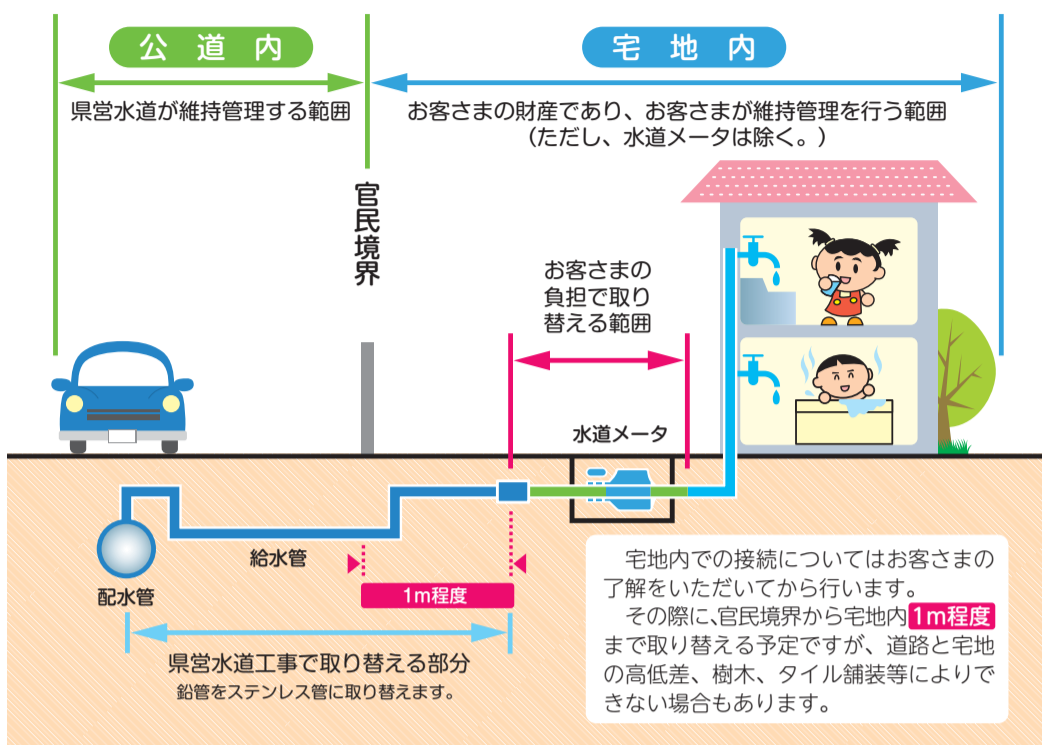 公道内
宅地内
県営水道が維持管理する範囲
お客さまの財産であり、お客さまが維持管理を行う範囲
（ただし、水道メータは除く。）
官民境界
お客さまの
負担で取り
替える範囲
水道メータ
給水管
配水管
1m程度
県営水道工事で取り替える部分
鉛管をステンレス管に取り替えます。
宅地内での接続についてはお客さまの
了解をいただいてから行います。
その際に、官民境界から宅地内1m程度
まで取り替える予定ですが、道路と宅地
の高低差、樹木、タイル舗装等によりで
きない場合もあります。